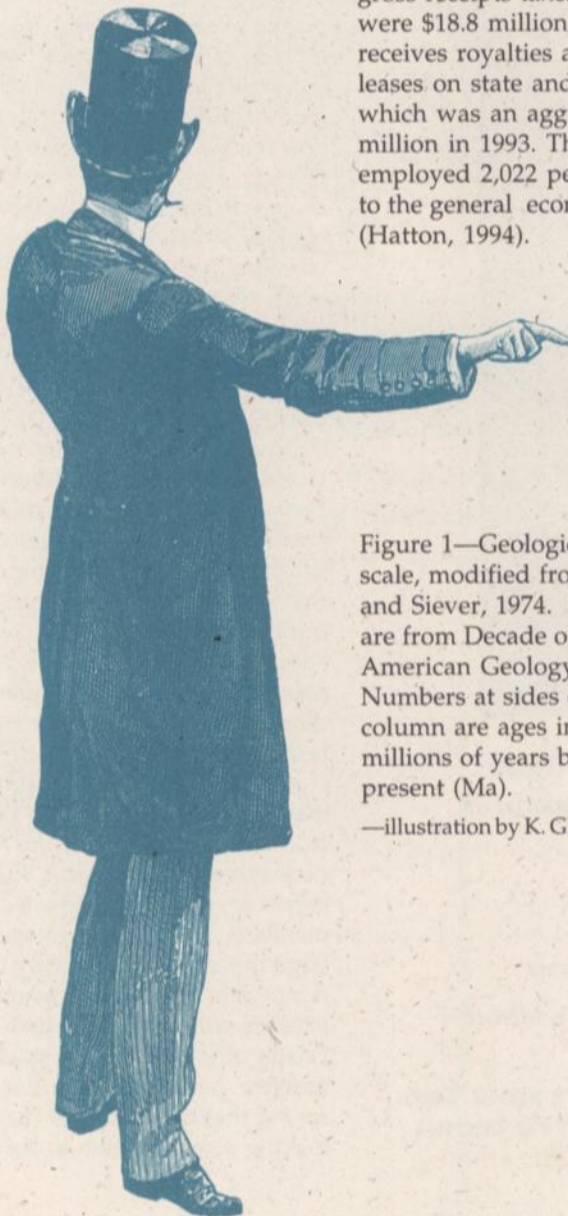 were $18.8 million
receives royalties a
leases on state and
which was an agg
million in 1993. Th
employed 2,022 pe
to the general econ
(Hatton, 1994).
Figure 1—Geologic
scale, modified fro
and Siever, 1974.
are from Decade o
American Geology
Numbers at sides
column are ages in
millions of years b
present (Ma).
—illustration by K. G